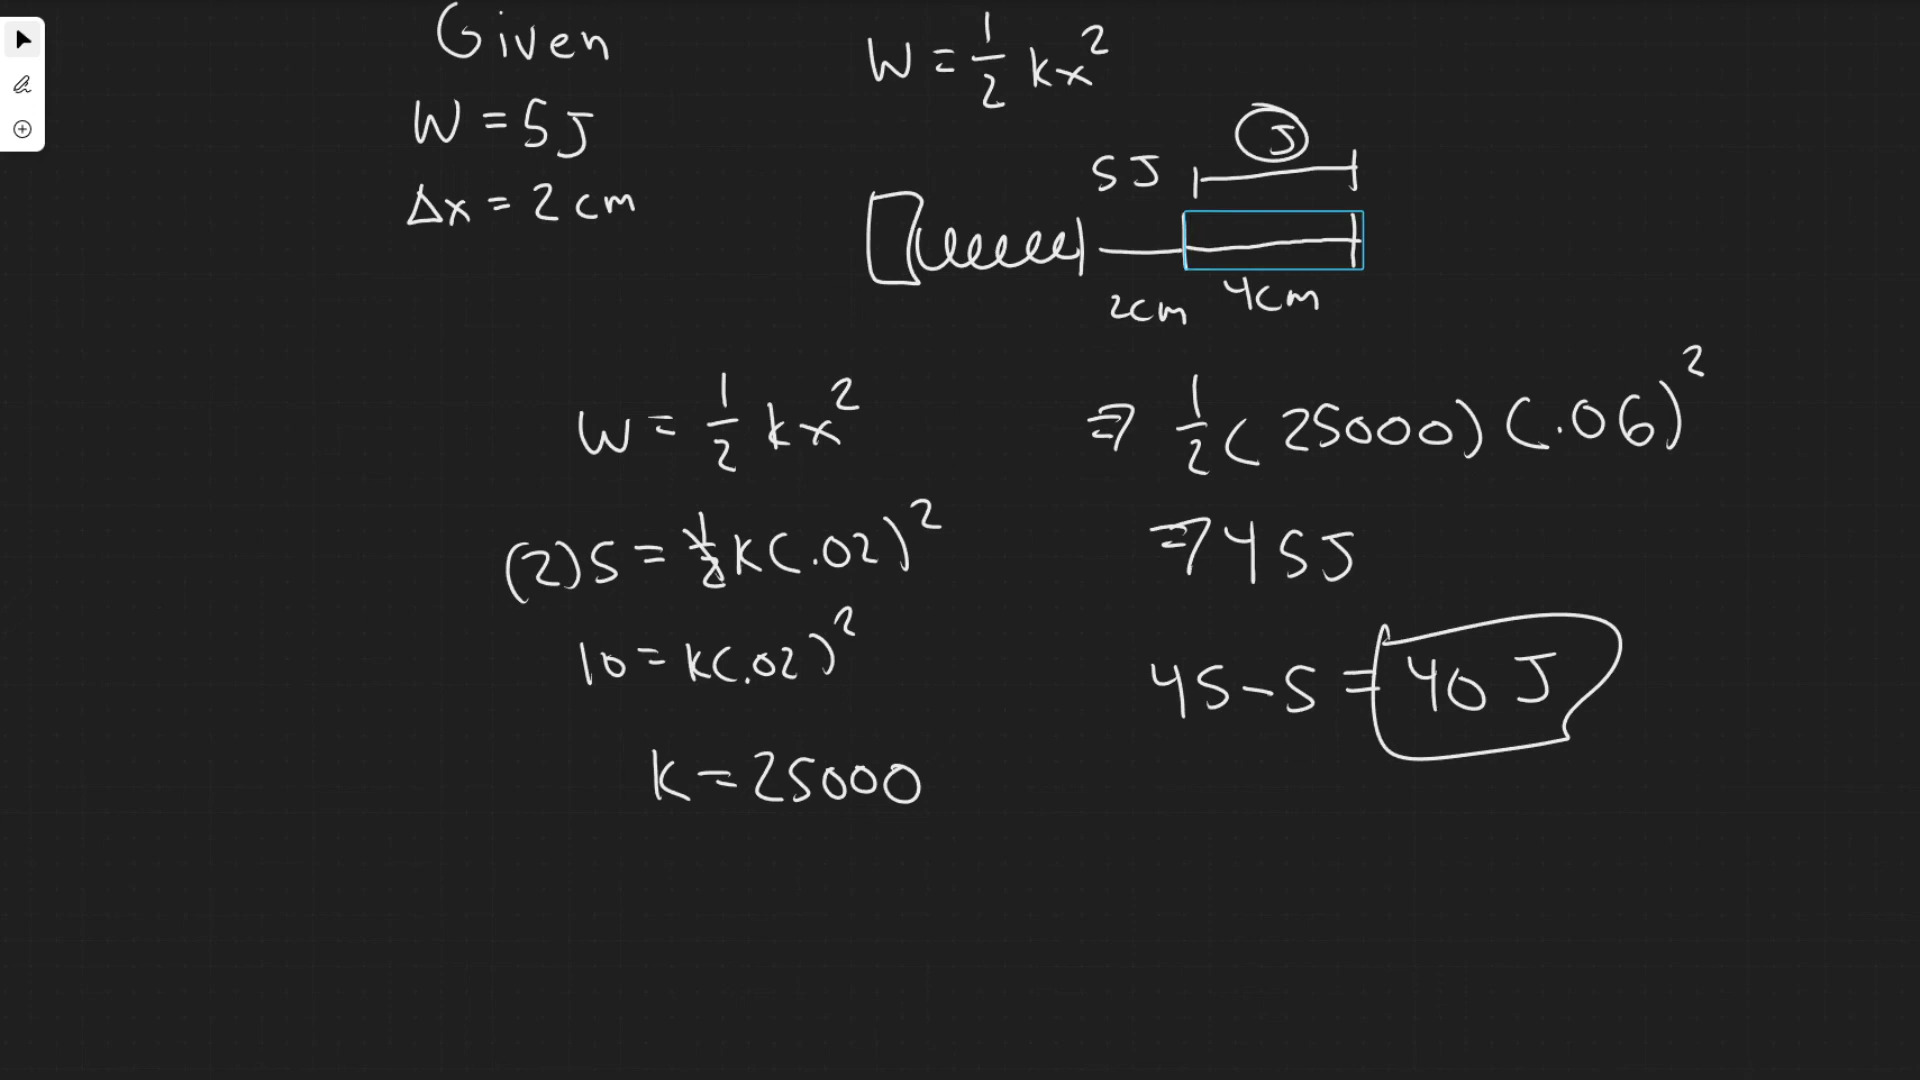 Given
W = 5J
Δx = 2 cm
W = 1/2 kx²
J
5J
2cm 4cm
W = 1/2 kx²
(2)5 = 1/2 k(.02)²
10 = k(.02)²
k = 25000
⇒ 1/2 (25000)(.06)²
⇒ 45J
45 - 5 = 40 J